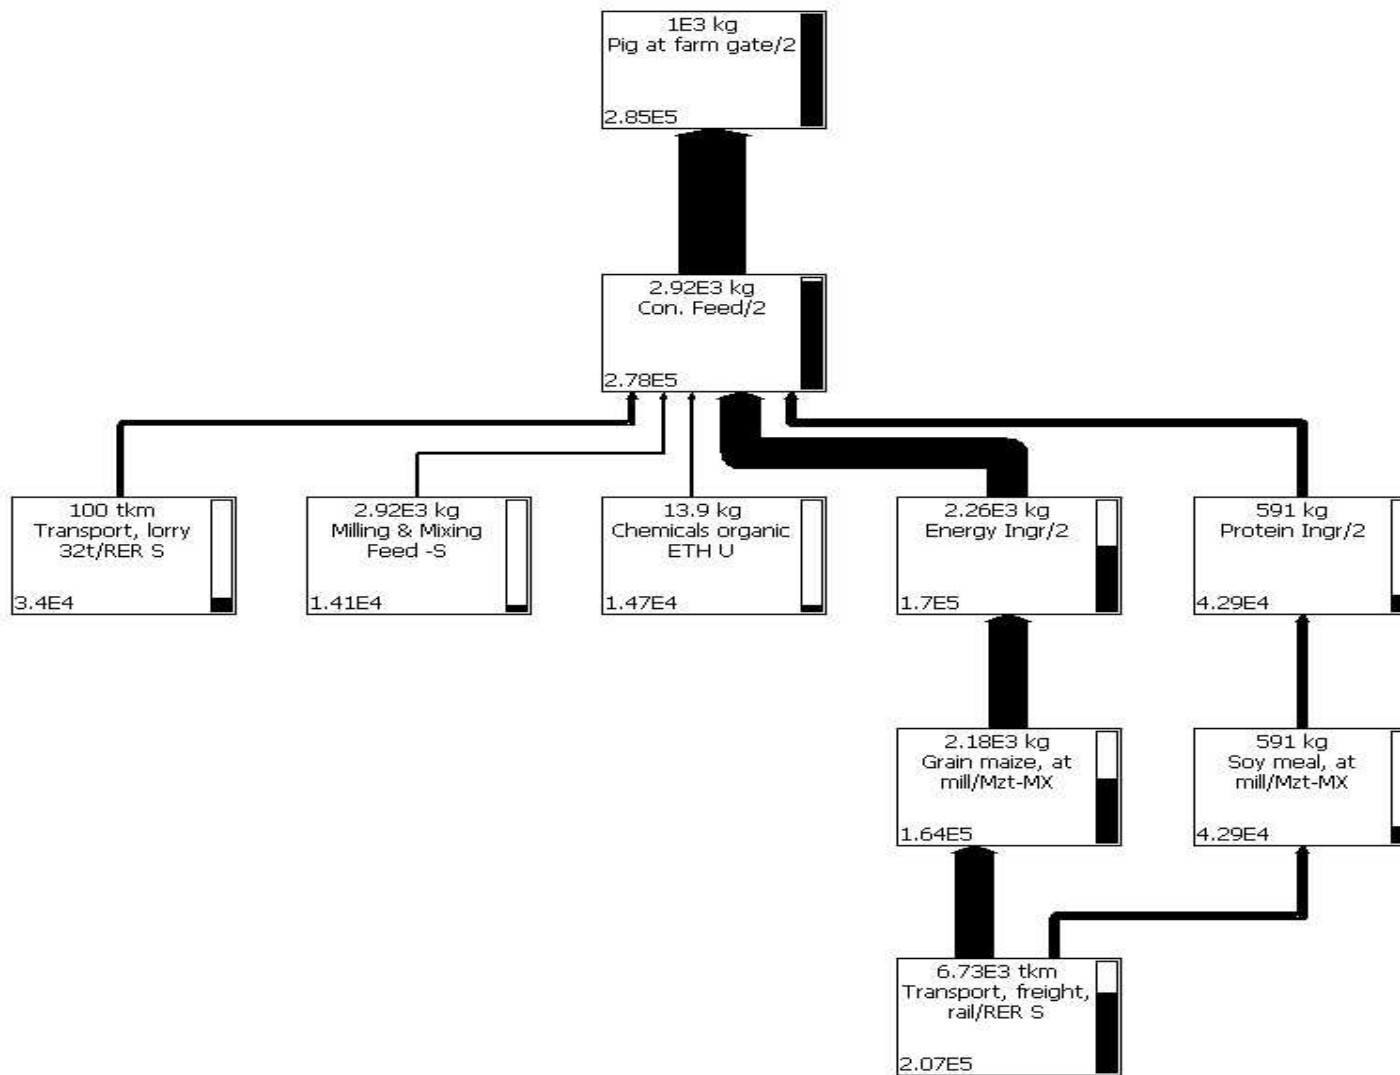 1E3 kg
Pig at farm gate/2
2.85E5
2.92E3 kg
Con. Feed/2
2.78E5
100 tkm
Transport, lorry
32t/RER S
3.4E4
2.92E3 kg
Milling & Mixing
Feed -S
1.41E4
13.9 kg
Chemicals organic
ETH U
1.47E4
2.26E3 kg
Energy Ingr/2
1.7E5
591 kg
Protein Ingr/2
4.29E4
2.18E3 kg
Grain maize, at
mill/Mzt-MX
1.64E5
591 kg
Soy meal, at
mill/Mzt-MX
4.29E4
6.73E3 tkm
Transport, freight,
rail/RER S
2.07E5